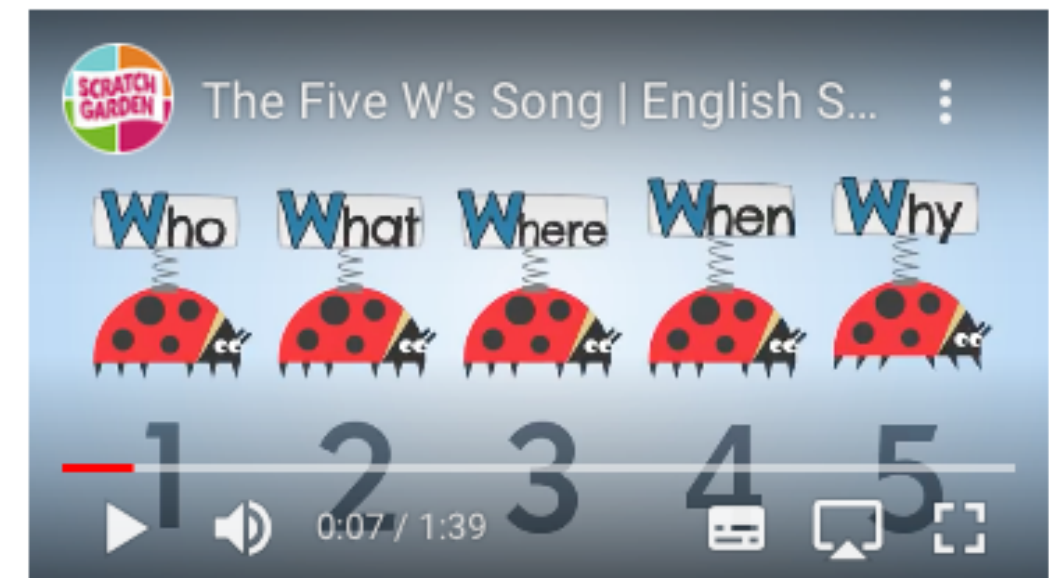 SCRATCH
GARDEN
The Five W's Song | English S...
Who What Where When Why
1 2 3 4 5
0:07 / 1:39